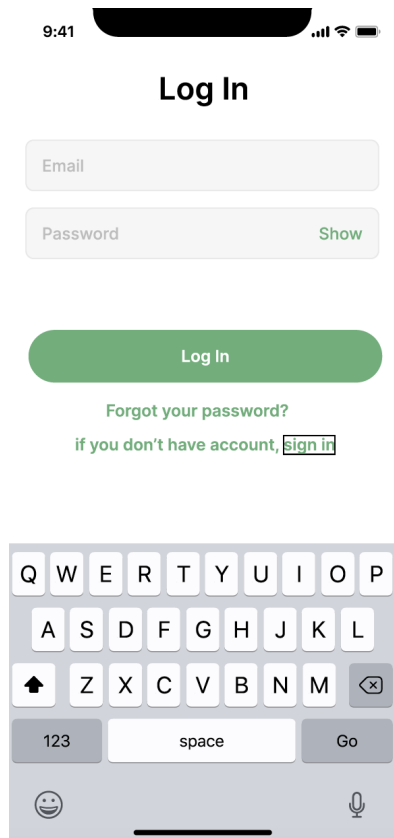 9:41
Log In
Email
Password Show
Log In
Forgot your password?
if you don't have account, sign in
Q W E R T Y U I O P
A S D F G H J K L
Z X C V B N M
123 space Go